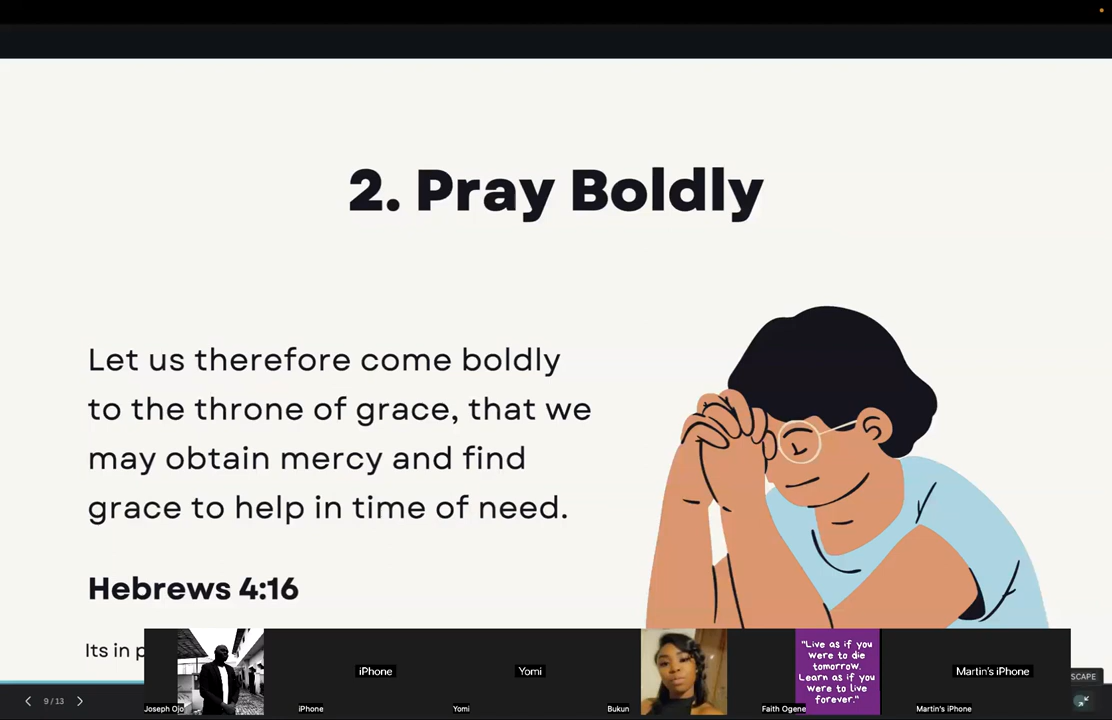 2. Pray Boldly
Let us therefore come boldly
to the throne of grace, that we
may obtain mercy and find
grace to help in time of need.
Hebrews 4:16
Its in p
iPhone
Yomi
"Live as if you
were to die
tomorrow.
Learn as if you
were to live
forever."
Martin's iPhone
SCAPE
Joseph Ojo
iPhone
Yomi
Bukun
Faith Ogene
Martin's iPhone
9 / 13